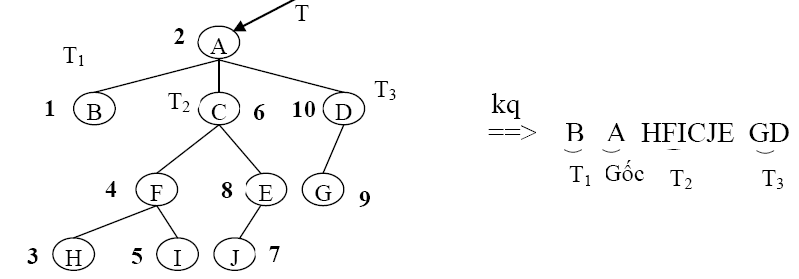 T
2 A
T1
T3
1 B T2 C 6 10 D
kq
==> B A HFICJE GD
T1 Gốc T2 T3
4 F 8 E G 9
3 H 5 I J 7